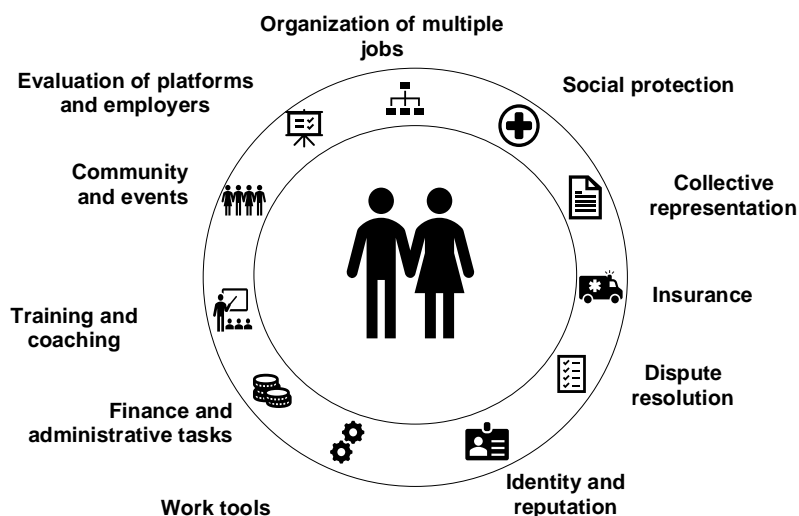 Organization of multiple
jobs
Social protection
Collective
representation
Insurance
Dispute
resolution
Identity and
reputation
Work tools
Finance and
administrative tasks
Training and
coaching
Community
and events
Evaluation of platforms
and employers